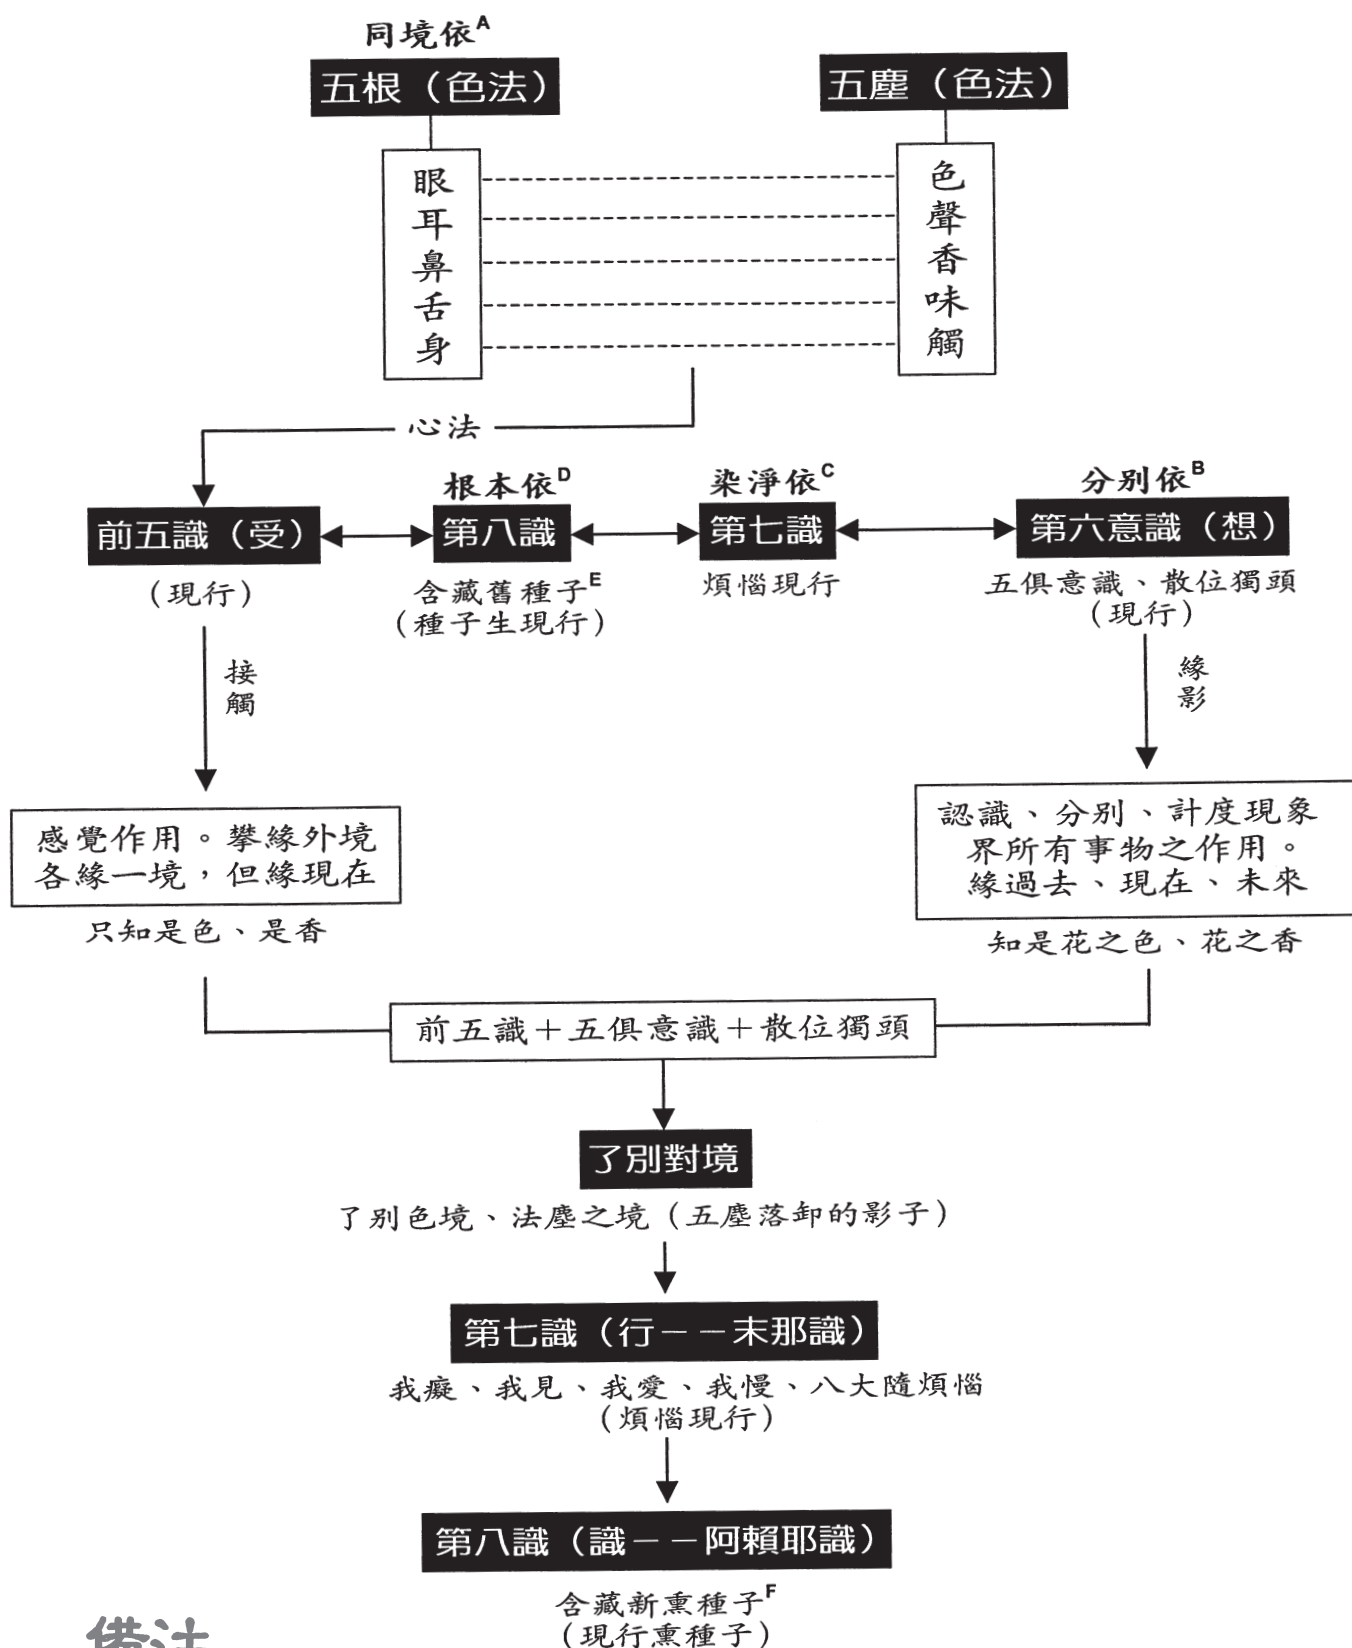 同境依A
五根（色法）
五塵（色法）
眼
耳
鼻
舌
身
色
聲
香
味
觸
心法
根本依D
染淨依C
分別依B
前五識（受）
第八識
第七識
第六意識（想）
（現行）
含藏舊種子E
（種子生現行）
煩惱現行
五俱意識、散位獨頭
（現行）
接觸
緣影
感覺作用。攀緣外境
各緣一境，但緣現在
認識、分別、計度現象
界所有事物之作用。
緣過去、現在、未來
只知是色、是香
知是花之色、花之香
前五識＋五俱意識＋散位獨頭
了別對境
了別色境、法塵之境（五塵落卸的影子）
第七識（行－－末那識）
我癡、我見、我愛、我慢、八大隨煩惱
（煩惱現行）
第八識（識－－阿賴耶識）
含藏新熏種子F
（現行熏種子）
備註